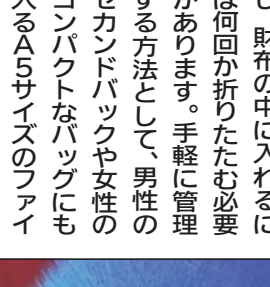 し、財布の中に入れるに
は何回か折りたたむ必要
があります。手軽に管理
する方法として、男性の
セカンドバックや女性の
コンパクトなバッグにも
入るA5サイズのファイ